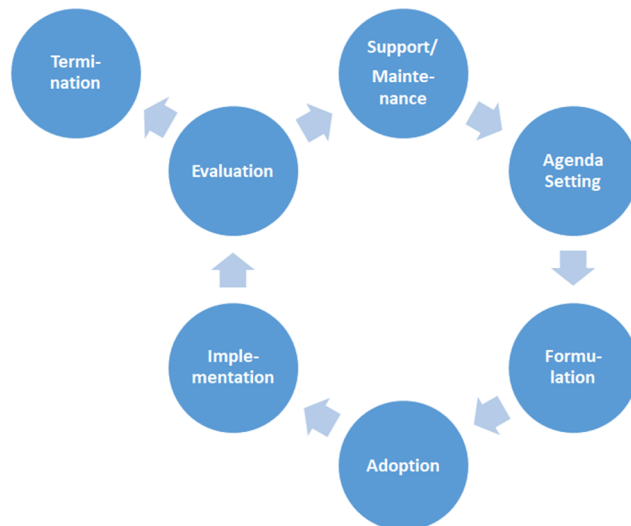 Termi-
nation
Support/
Mainte-
nance
Evaluation
Agenda
Setting
Imple-
mentation
Formu-
lation
Adoption